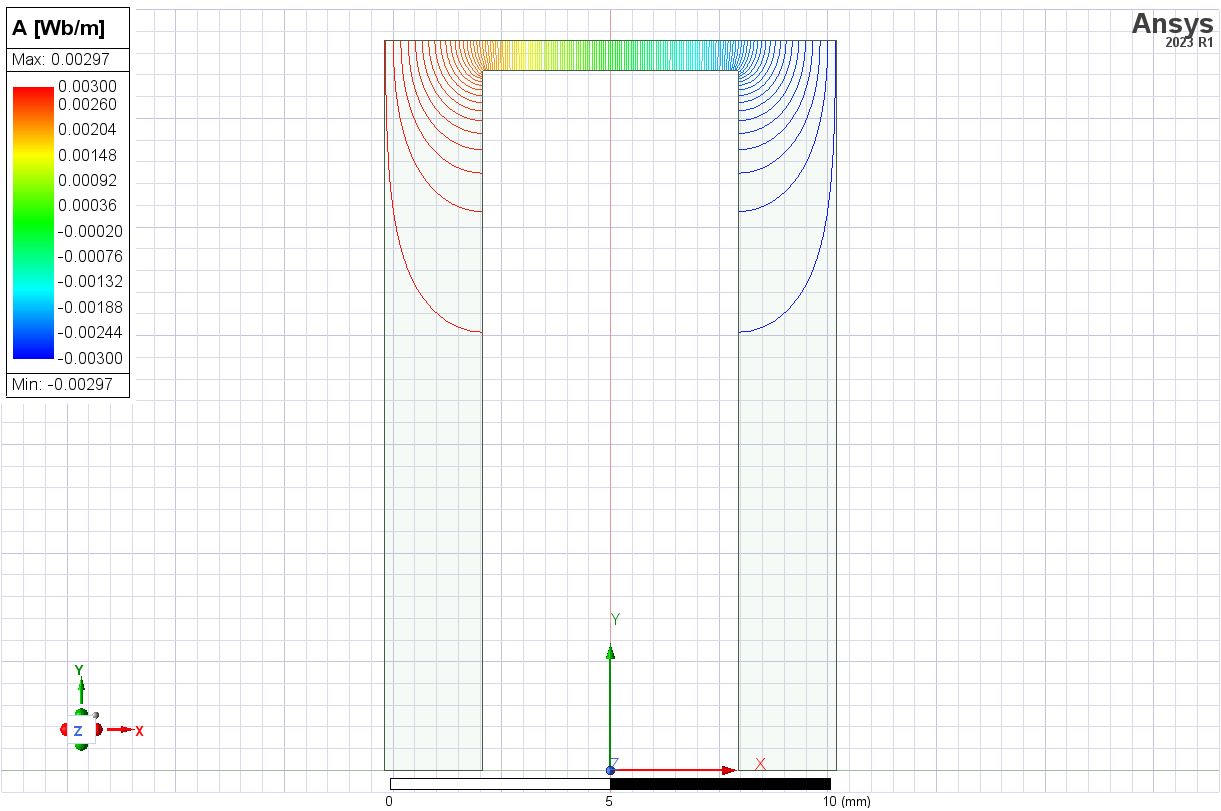 A [Wb/m]
Max: 0.00297
0.00300
0.00260
0.00204
0.00148
0.00092
0.00036
-0.00020
-0.00076
-0.00132
-0.00188
-0.00244
-0.00300
Min: -0.00297
Ansys
2023 R1
Y
Z
X
Y
Z
X
0 5 10 (mm)